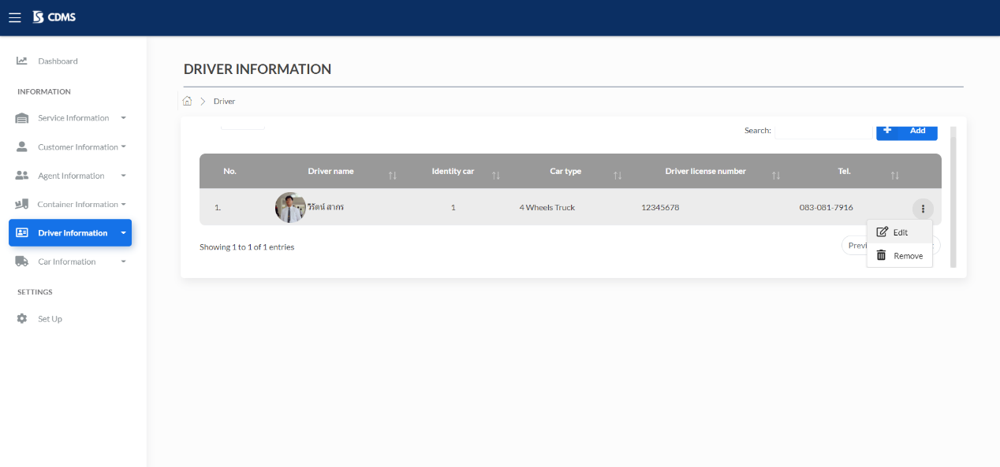 CDMS
Dashboard
INFORMATION
Service Information
Customer Information
Agent Information
Container Information
Driver Information
Car Information
SETTINGS
Set Up
DRIVER INFORMATION
Driver
Search:
Add
No. Driver name Identity car Car type Driver license number Tel.
1. วิรัตน์ สากร 1 4 Wheels Truck 12345678 083-081-7916
Edit
Remove
Showing 1 to 1 of 1 entries